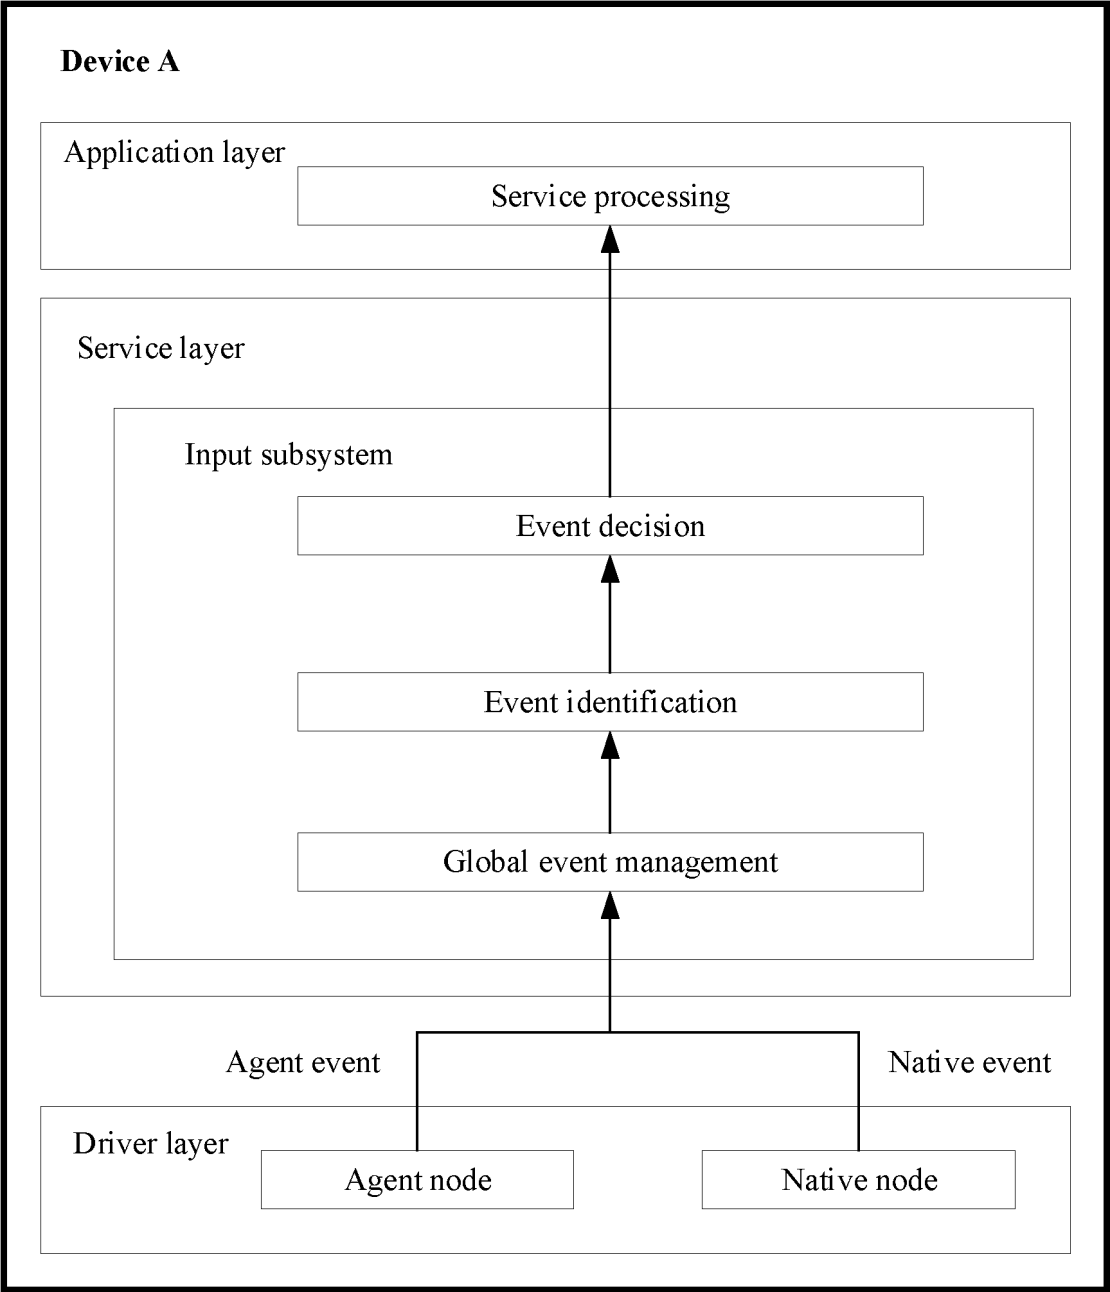 Device A
Application layer
Service processing
Service layer
Input subsystem
Event decision
Event identification
Global event management
Agent event
Native event
Driver layer
Agent node
Native node